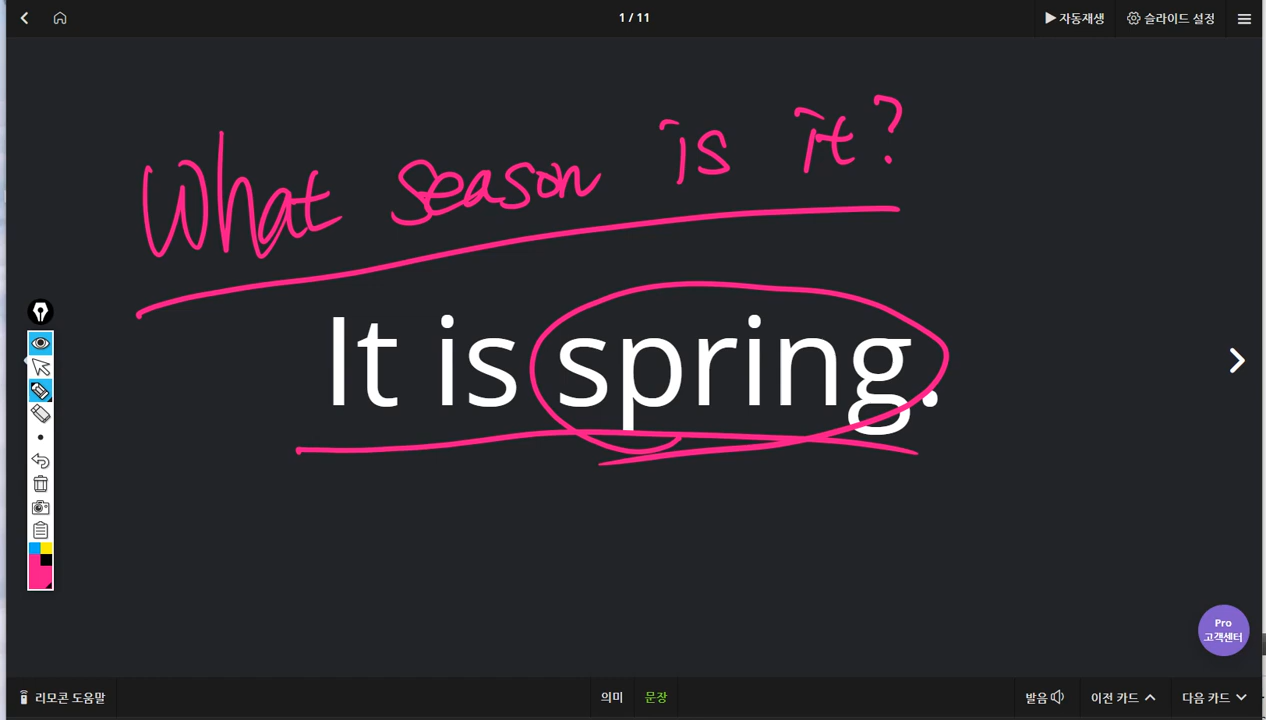 1 / 11
자동재생
슬라이드 설정
What season is it?
It is spring.
Pro
고객센터
리모콘 도움말
의미
문장
발음
이전 카드
다음 카드